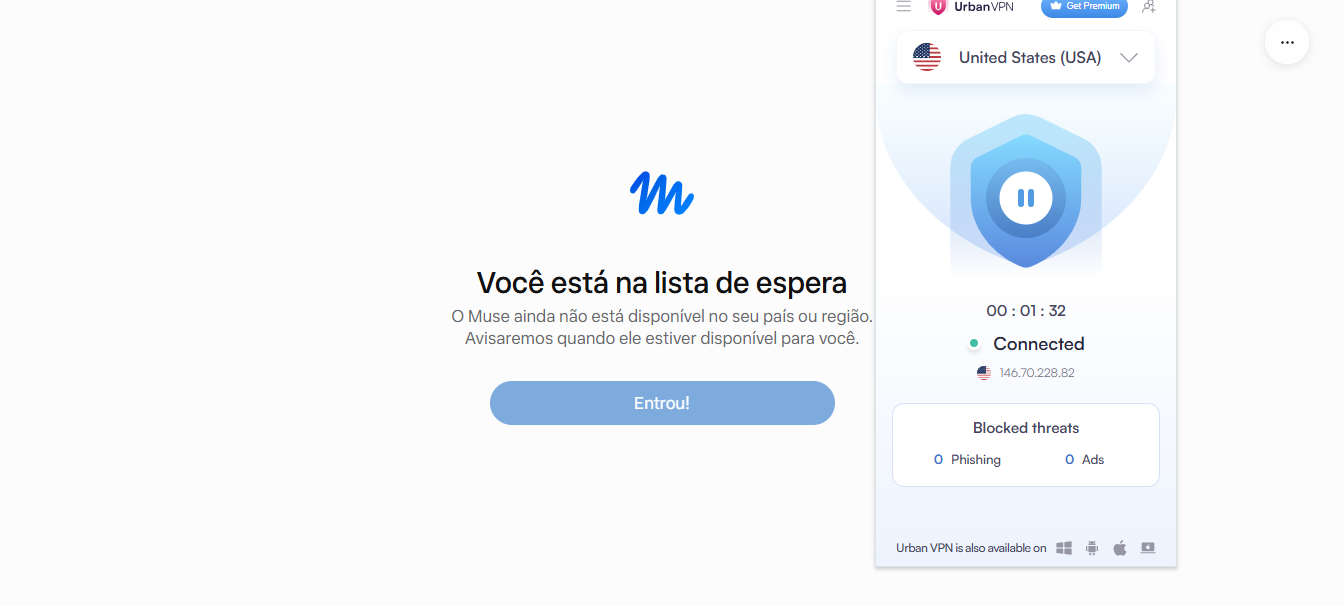 UrbanVPN
Get Premium
United States (USA)
Você está na lista de espera
O Muse ainda não está disponível no seu país ou região.
Avisaremos quando ele estiver disponível para você.
Entrou!
00 : 01 : 32
Connected
146.70.228.82
Blocked threats
0 Phishing 0 Ads
Urban VPN is also available on